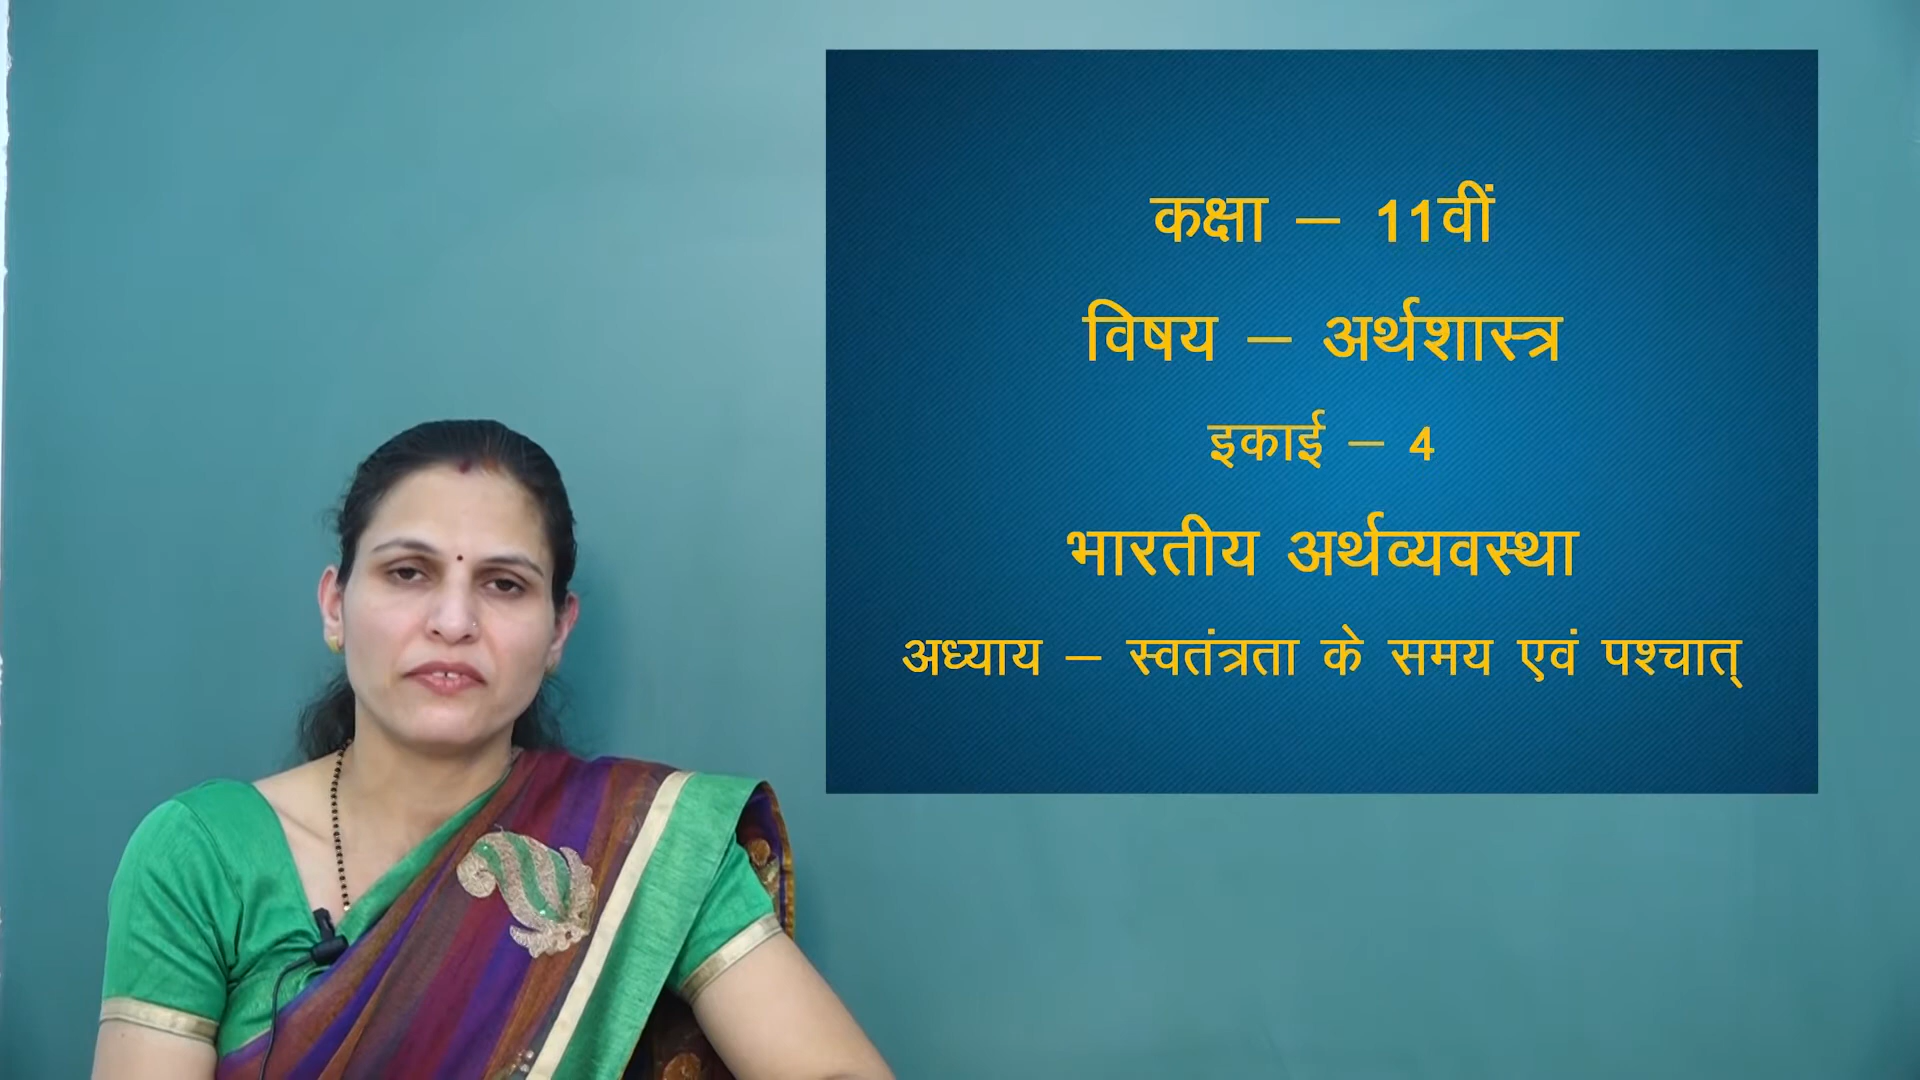 कक्षा – 11वीं
विषय – अर्थशास्त्र
इकाई – 4
भारतीय अर्थव्यवस्था
अध्याय – स्वतंत्रता के समय एवं पश्चात्